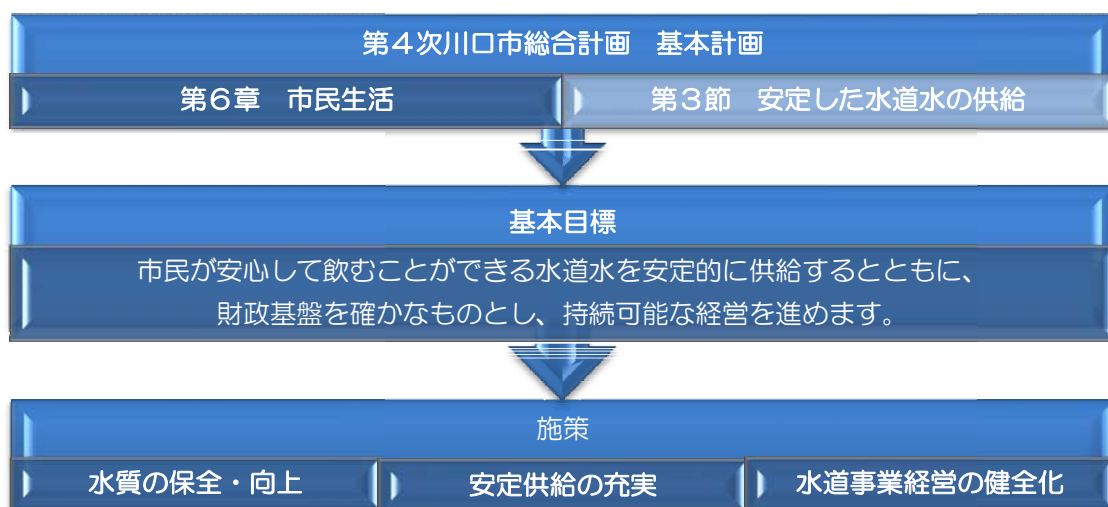 第4次川口市総合計画　基本計画
第6章　市民生活
第3節　安定した水道水の供給
基本目標
市民が安心して飲むことができる水道水を安定的に供給するとともに、
財政基盤を確かなものとし、持続可能な経営を進めます。
施策
水質の保全・向上
安定供給の充実
水道事業経営の健全化